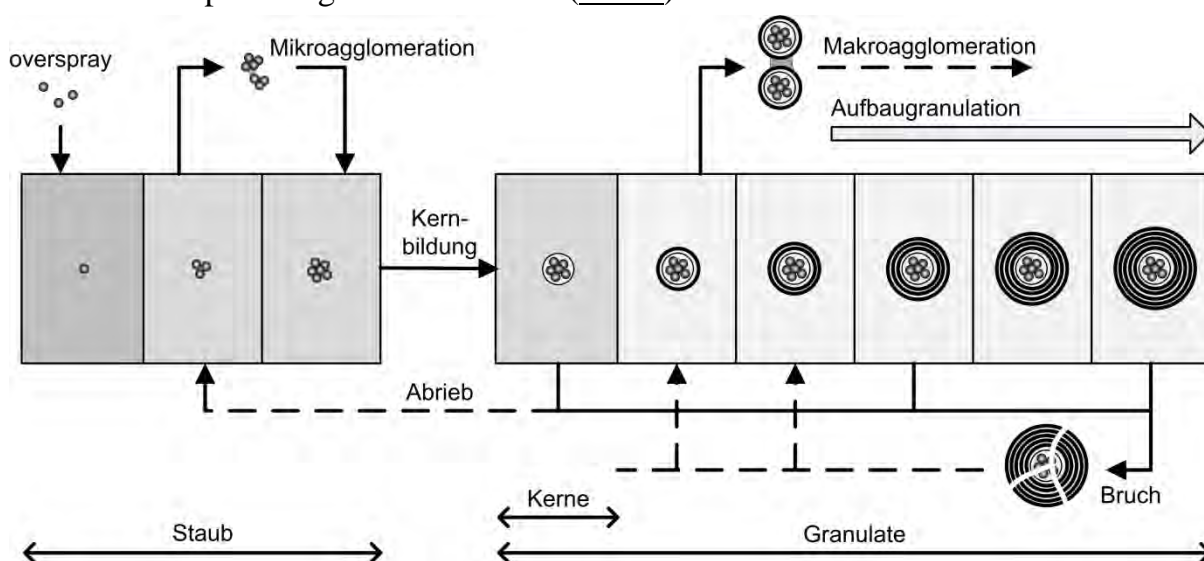 overspray
Mikroagglomeration
Makroagglomeration
Aufbaugranulation
Kern-
bildung
Abrieb
Bruch
Kerne
Staub
Granulate